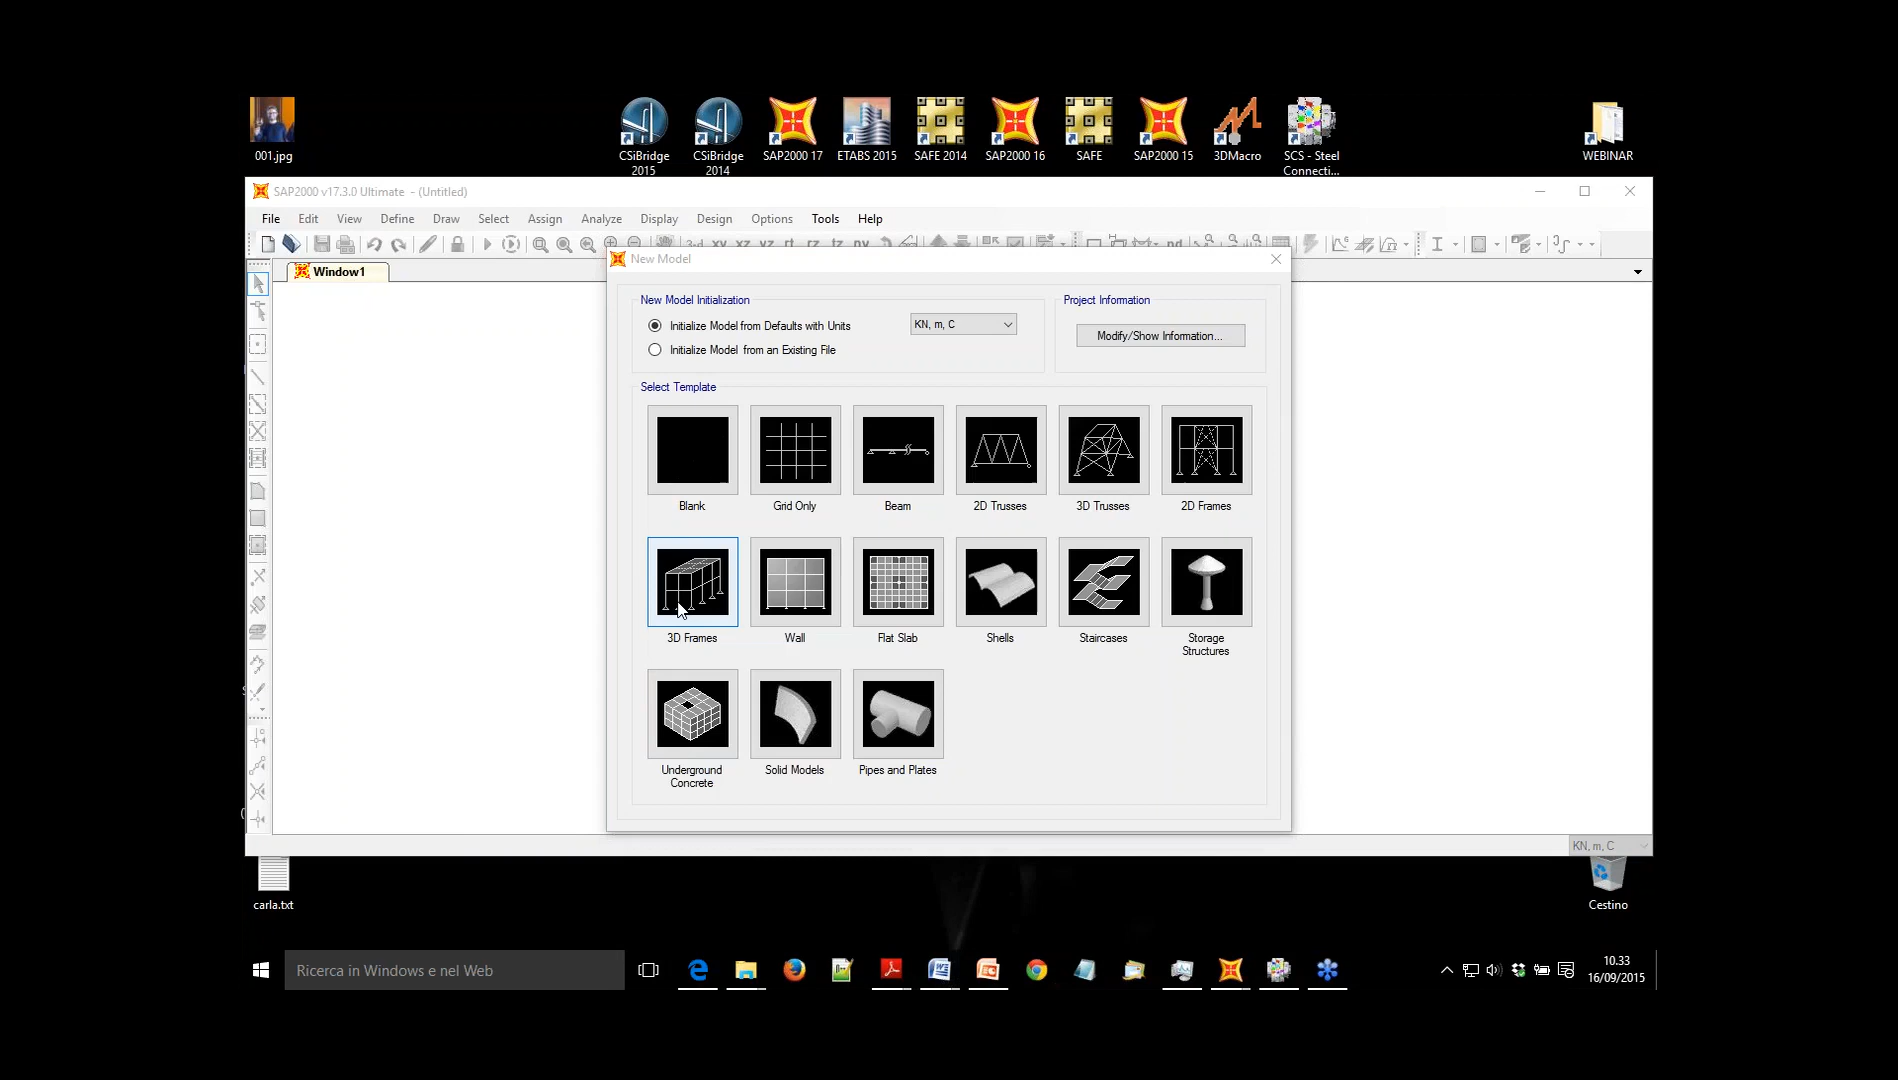 001.jpg
CSiBridge
2015
CSiBridge
2014
SAP2000 17
ETABS 2015
SAFE 2014
SAP2000 16
SAFE
SAP2000 15
3DMacro
SCS - Steel
Connecti...
WEBINAR
SAP2000 v17.3.0 Ultimate - (Untitled)
File Edit View Define Draw Select Assign Analyze Display Design Options Tools Help
Window1
New Model
New Model Initialization
Project Information
Initialize Model from Defaults with Units
KN, m, C
Modify/Show Information...
Initialize Model from an Existing File
Select Template
Blank
Grid Only
Beam
2D Trusses
3D Trusses
2D Frames
3D Frames
Wall
Flat Slab
Shells
Staircases
Storage
Structures
Underground
Concrete
Solid Models
Pipes and Plates
KN, m, C
carla.txt
Cestino
Ricerca in Windows e nel Web
10.33
16/09/2015